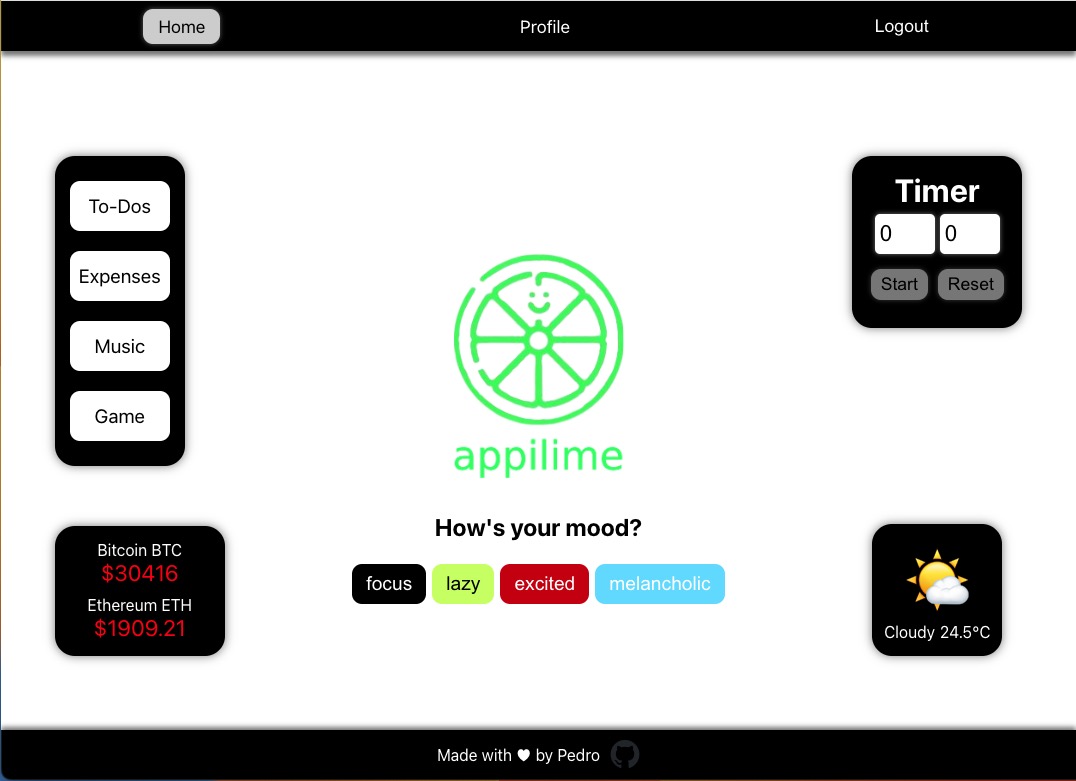 Home
Profile
Logout
To-Dos
Expenses
Music
Game
Timer
0 0
Start Reset
appilime
How's your mood?
focus lazy excited melancholic
Bitcoin BTC
$30416
Ethereum ETH
$1909.21
Cloudy 24.5°C
Made with ♥ by Pedro